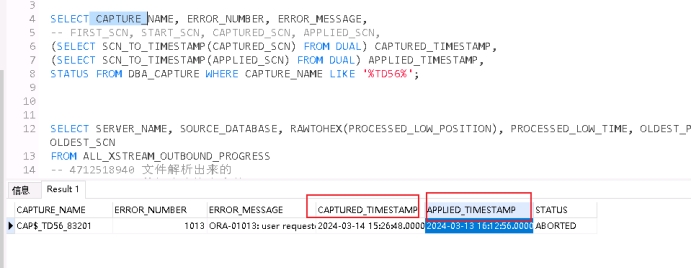 3
4 SELECT CAPTURE_NAME, ERROR_NUMBER, ERROR_MESSAGE,
5 -- FIRST_SCN, START_SCN, CAPTURED_SCN, APPLIED_SCN,
6 (SELECT SCN_TO_TIMESTAMP(CAPTURED_SCN) FROM DUAL) CAPTURED_TIMESTAMP,
7 (SELECT SCN_TO_TIMESTAMP(APPLIED_SCN) FROM DUAL) APPLIED_TIMESTAMP,
8 STATUS FROM DBA_CAPTURE WHERE CAPTURE_NAME LIKE '%TD56%';
9
10
11
12 SELECT SERVER_NAME, SOURCE_DATABASE, RAWTOHEX(PROCESSED_LOW_POSITION), PROCESSED_LOW_TIME, OLDEST_P
OLDEST_SCN
13 FROM ALL_XSTREAM_OUTBOUND_PROGRESS
14 -- 4712518940 文件解析出来的
信息 Result 1
CAPTURE_NAME ERROR_NUMBER ERROR_MESSAGE CAPTURED_TIMESTAMP APPLIED_TIMESTAMP STATUS
CAP$_TD56_83201 1013 ORA-01013: user request 2024-03-14 15:26:48.0000 2024-03-13 16:12:56.0000 ABORTED